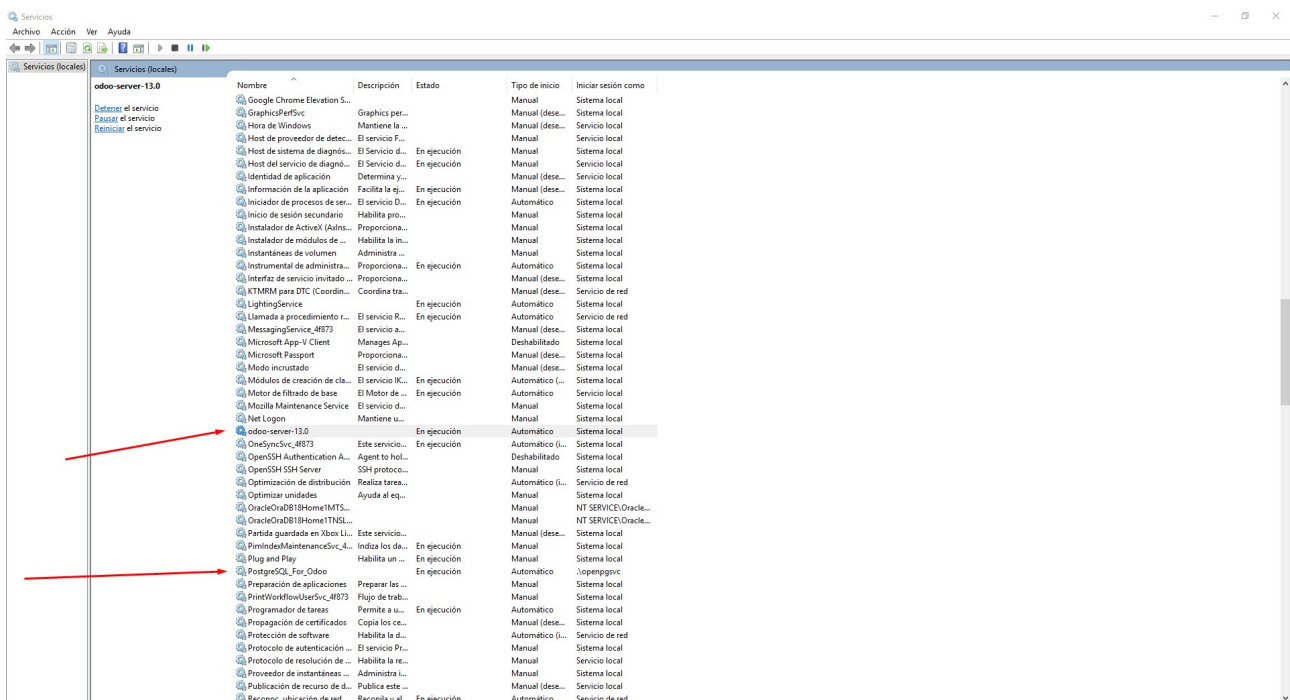 Servicios
Archivo Acción Ver Ayuda
Servicios (locales)
Servicios (locales)
odoo-server-13.0
Detener el servicio
Pausar el servicio
Reiniciar el servicio
Nombre Descripción Estado Tipo de inicio Iniciar sesión como
Google Chrome Elevation S... Manual Sistema local
GraphicsPerfSvc Graphics per... Manual (dese... Sistema local
Hora de Windows Mantiene la ... Manual (dese... Servicio local
Host de proveedor de detec... El servicio F... Manual Servicio local
Host de sistema de diagnós... El Servicio d... En ejecución Manual Sistema local
Host del servicio de diagnó... El Servicio d... En ejecución Manual Servicio local
Identidad de aplicación Determina y... Manual (dese... Servicio local
Información de la aplicación Facilita la ej... En ejecución Manual (dese... Sistema local
Iniciador de procesos de ser... El servicio D... En ejecución Automático Sistema local
Inicio de sesión secundario Habilita pro... Manual Sistema local
Instalador de ActiveX (AxIns... Proporciona... Manual Sistema local
Instalador de módulos de ... Habilita la in... Manual Sistema local
Instantáneas de volumen Administra ... Manual Sistema local
Instrumental de administra... Proporciona... En ejecución Automático Sistema local
Interfaz de servicio invitado ... Proporciona... Manual (dese... Sistema local
KTMRM para DTC (Coordin... Coordina tra... Manual (dese... Servicio de red
LightingService En ejecución Automático Sistema local
Llamada a procedimiento r... El servicio R... En ejecución Automático Servicio de red
MessagingService_4f873 El servicio a... Manual (dese... Sistema local
Microsoft App-V Client Manages Ap... Deshabilitado Sistema local
Microsoft Passport Proporciona... Manual (dese... Sistema local
Modo incrustado El servicio d... Manual (dese... Sistema local
Módulos de creación de cla... El servicio IK... En ejecución Automático (... Sistema local
Motor de filtrado de base El Motor de ... En ejecución Automático Servicio local
Mozilla Maintenance Service El servicio d... Manual Sistema local
Net Logon Mantiene u... Manual Sistema local
odoo-server-13.0 En ejecución Automático Sistema local
OneSyncSvc_4f873 Este servicio... En ejecución Automático (i... Sistema local
OpenSSH Authentication A... Agent to hol... Deshabilitado Sistema local
OpenSSH SSH Server SSH protoco... Manual Sistema local
Optimización de distribución Realiza tarea... Automático (i... Servicio de red
Optimizar unidades Ayuda al eq... Manual Sistema local
OracleOraDB18Home1MTS... Manual NT SERVICE\Oracle...
OracleOraDB18Home1TNSL... Manual NT SERVICE\Oracle...
Partida guardada en Xbox Li... Este servicio... Manual (dese... Sistema local
PimIndexMaintenanceSvc_4... Indiza los da... En ejecución Manual Sistema local
Plug and Play Habilita un ... En ejecución Manual Sistema local
PostgreSQL_For_Odoo En ejecución Automático .\openpgsvc
Preparación de aplicaciones Preparar las ... Manual Sistema local
PrintWorkflowUserSvc_4f873 Flujo de trab... Manual Sistema local
Programador de tareas Permite a u... En ejecución Automático Sistema local
Propagación de certificados Copia los ce... Manual (dese... Sistema local
Protección de software Habilita la d... Automático (i... Servicio de red
Protocolo de autenticación ... El servicio Pr... Manual Sistema local
Protocolo de resolución de ... Habilita la re... Manual Servicio local
Proveedor de instantáneas ... Administra i... Manual Sistema local
Publicación de recurso de d... Publica este ... Manual (dese... Servicio local
Reconoc. ubicación de red Recopila y al... En ejecución Automático Servicio de red